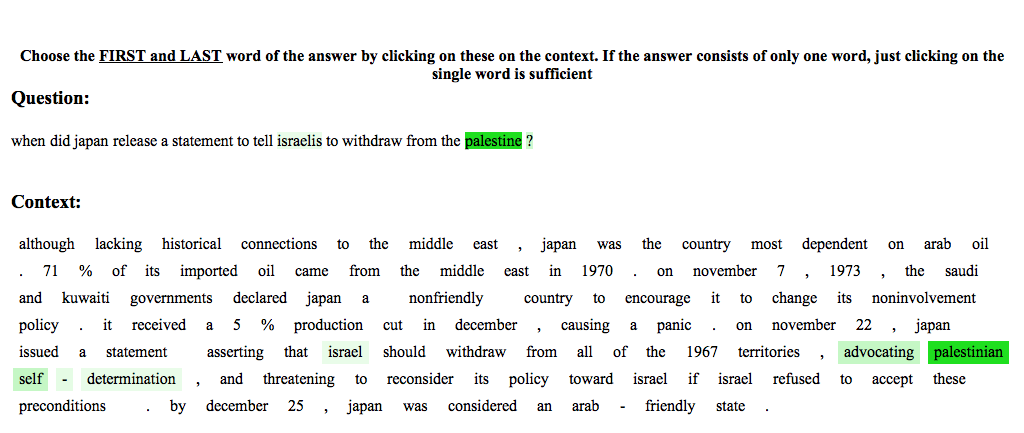 Choose the FIRST and LAST word of the answer by clicking on these on the context. If the answer consists of only one word, just clicking on the
single word is sufficient
Question:
when did japan release a statement to tell israelis to withdraw from the palestine ?
Context:
although lacking historical connections to the middle east , japan was the country most dependent on arab oil
. 71 % of its imported oil came from the middle east in 1970 . on november 7 , 1973 , the saudi
and kuwaiti governments declared japan a nonfriendly country to encourage it to change its noninvolvement
policy . it received a 5 % production cut in december , causing a panic . on november 22 , japan
issued a statement asserting that israel should withdraw from all of the 1967 territories , advocating palestinian
self - determination , and threatening to reconsider its policy toward israel if israel refused to accept these
preconditions . by december 25 , japan was considered an arab - friendly state .